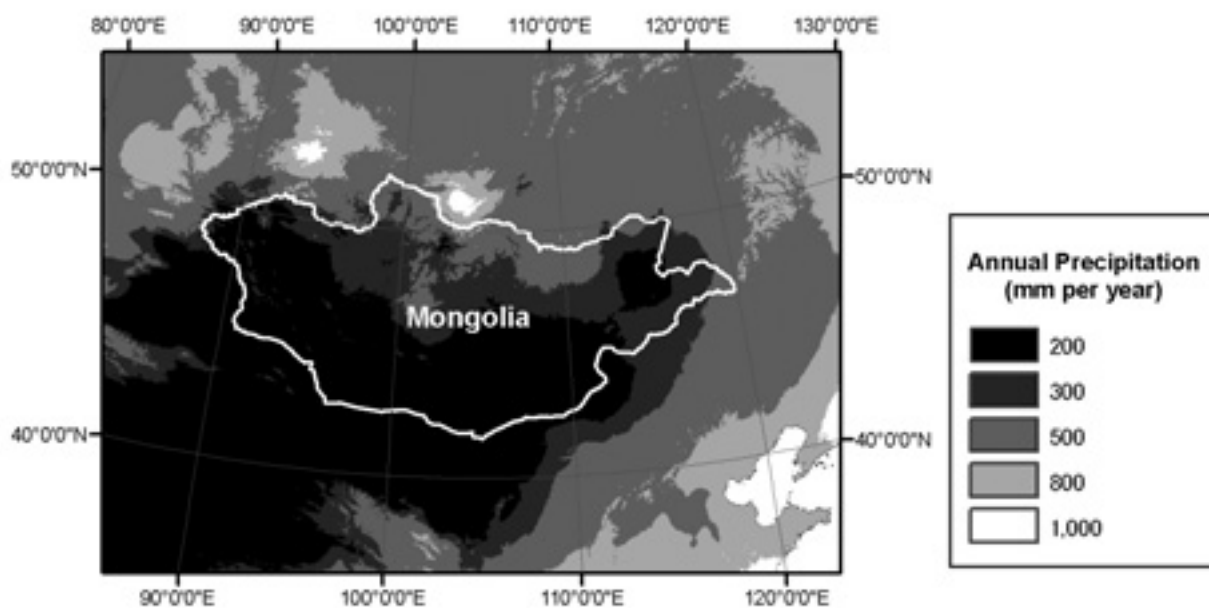 80°0'0"E 90°0'0"E 100°0'0"E 110°0'0"E 120°0'0"E 130°0'0"E
50°0'0"N 50°0'0"N
Mongolia
40°0'0"N 40°0'0"N
90°0'0"E 100°0'0"E 110°0'0"E 120°0'0"E
Annual Precipitation
(mm per year)
200
300
500
800
1,000